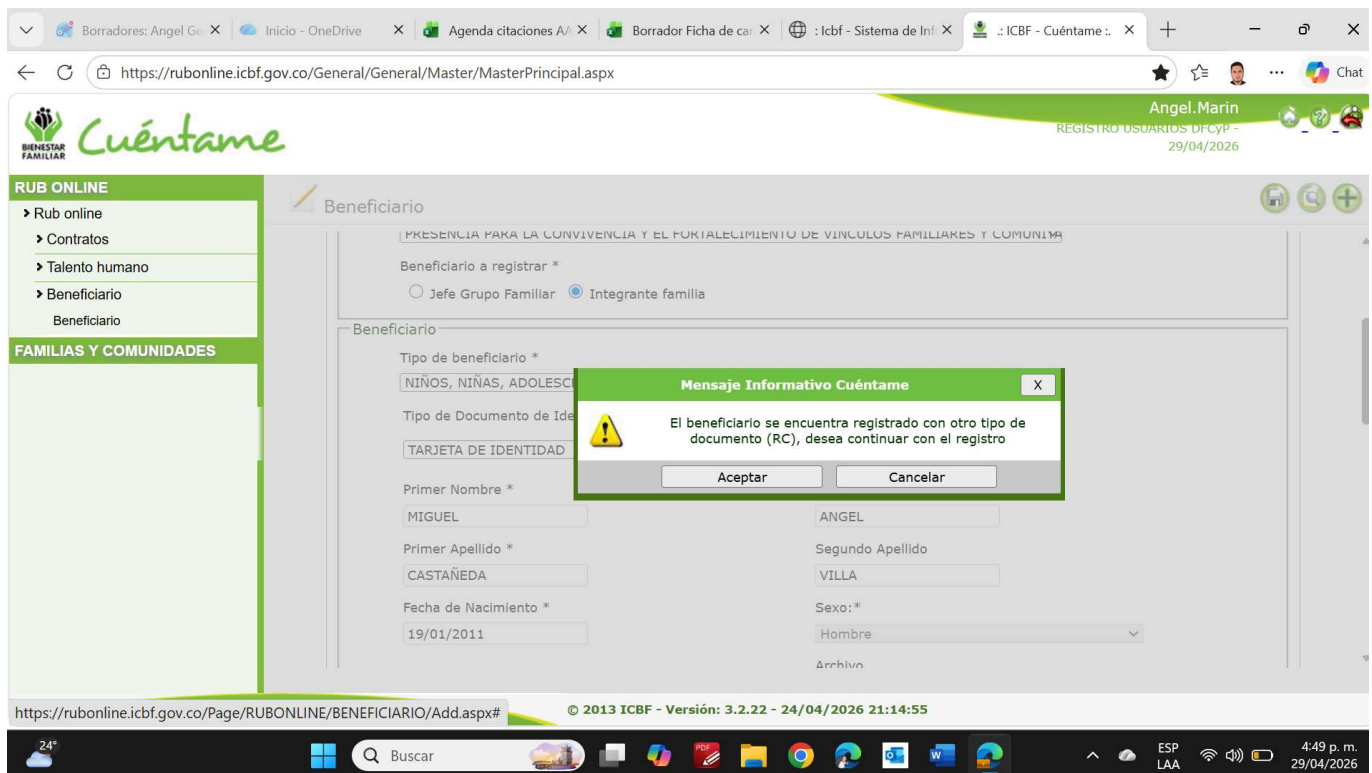 Borradores: Angel Ge
Inicio - OneDrive
Agenda citaciones AA
Borrador Ficha de car
: Icbf - Sistema de Inf
.: ICBF - Cuéntame :.
https://rubonline.icbf.gov.co/General/General/Master/MasterPrincipal.aspx
Chat
BIENESTAR
FAMILIAR
Cuéntame
Angel.Marin
REGISTRO USUARIOS DFCyP -
29/04/2026
RUB ONLINE
Rub online
Contratos
Talento humano
Beneficiario
Beneficiario
FAMILIAS Y COMUNIDADES
Beneficiario
PRESENCIA PARA LA CONVIVENCIA Y EL FORTALECIMIENTO DE VINCULOS FAMILIARES Y COMUNITA
Beneficiario a registrar *
Jefe Grupo Familiar Integrante familia
Beneficiario
Tipo de beneficiario *
NIÑOS, NIÑAS, ADOLESC
Tipo de Documento de Ide
TARJETA DE IDENTIDAD
Mensaje Informativo Cuéntame X
El beneficiario se encuentra registrado con otro tipo de
documento (RC), desea continuar con el registro
Aceptar Cancelar
Primer Nombre *
MIGUEL ANGEL
Primer Apellido * Segundo Apellido
CASTAÑEDA VILLA
Fecha de Nacimiento * Sexo:*
19/01/2011 Hombre
Archivo
https://rubonline.icbf.gov.co/Page/RUBONLINE/BENEFICIARIO/Add.aspx#
© 2013 ICBF - Versión: 3.2.22 - 24/04/2026 21:14:55
24°
Buscar
PDF
ESP
LAA
4:49 p. m.
29/04/2026